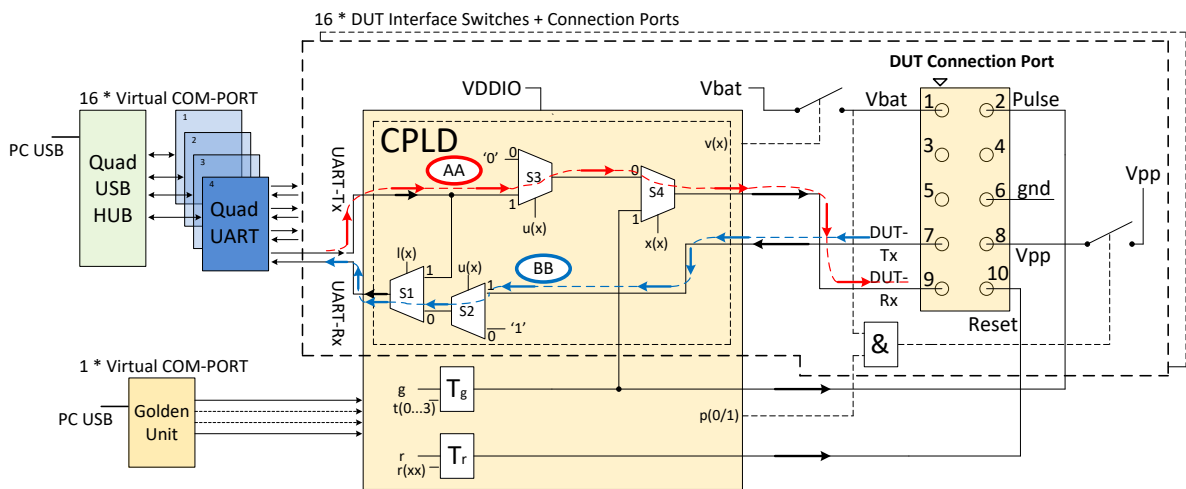 16 * DUT Interface Switches + Connection Ports
DUT Connection Port
16 * Virtual COM-PORT
VDDIO
Vbat
Vbat
1
2
Pulse
PC USB
Quad
USB
HUB
1
2
3
4
Quad
UART
UART-Tx
UART-Rx
CPLD
AA
'0'
0
S3
1
u(x)
0
S4
1
x(x)
v(x)
3
4
5
6
gnd
Vpp
DUT-
Tx
7
8
Vpp
DUT-
Rx
9
10
Reset
l(x)
1
S1
0
u(x)
1
S2
0
'1'
BB
&
1 * Virtual COM-PORT
PC USB
Golden
Unit
g
t(0...3)
Tg
p(0/1)
r
r(xx)
Tr